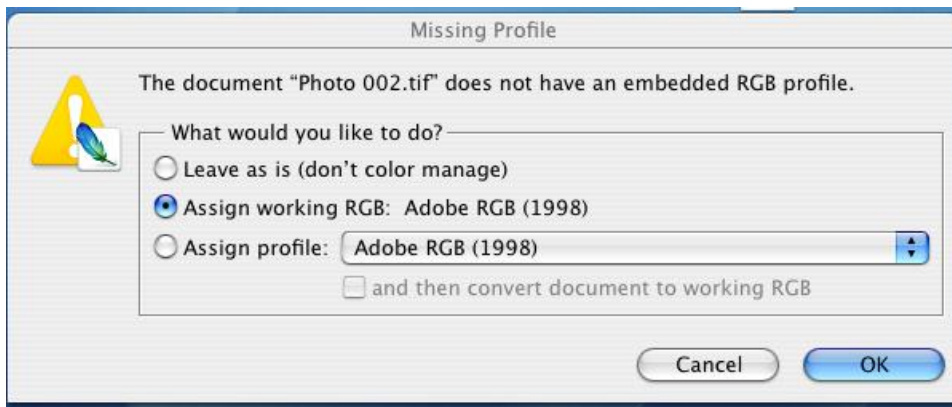 Missing Profile
The document “Photo 002.tif” does not have an embedded RGB profile.
What would you like to do?
Leave as is (don’t color manage)
Assign working RGB: Adobe RGB (1998)
Assign profile: Adobe RGB (1998)
and then convert document to working RGB
Cancel OK